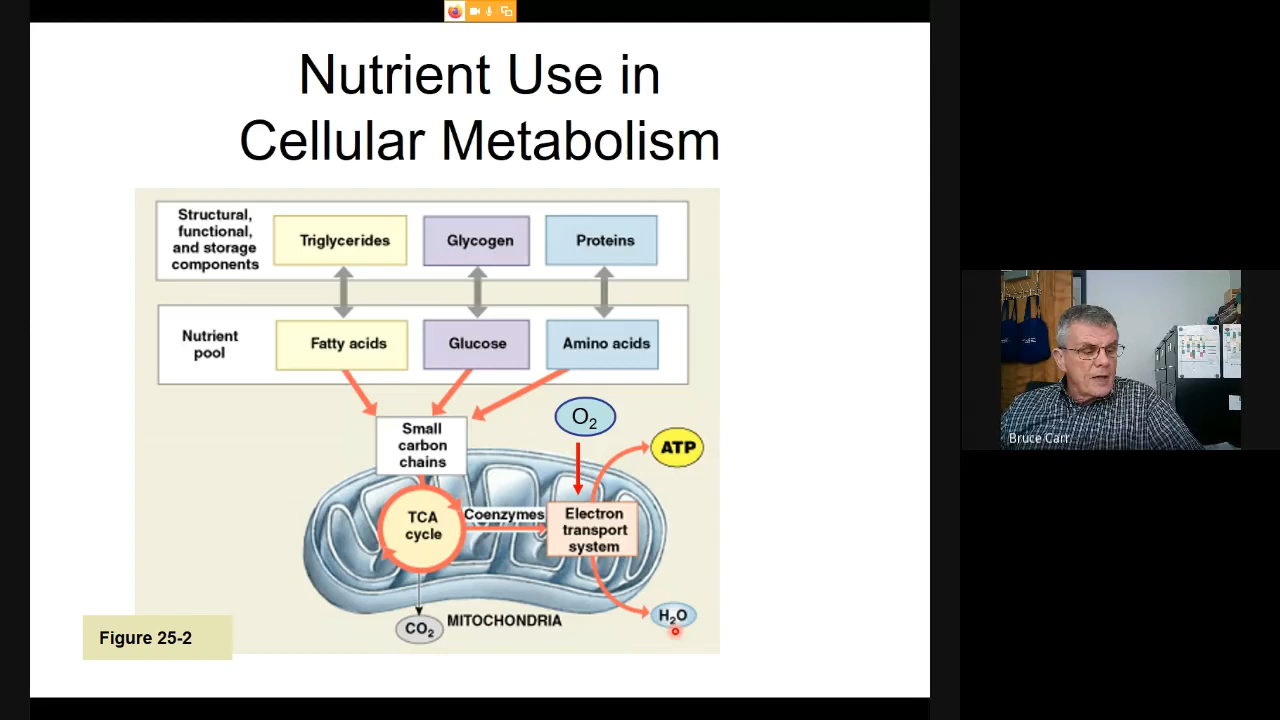 Nutrient Use in
Cellular Metabolism
Structural,
functional,
and storage
components
Triglycerides
Glycogen
Proteins
Nutrient
pool
Fatty acids
Glucose
Amino acids
Small
carbon
chains
O2
ATP
TCA
cycle
Coenzymes
Electron
transport
system
H2O
CO2
MITOCHONDRIA
Figure 25-2
Bruce Carr